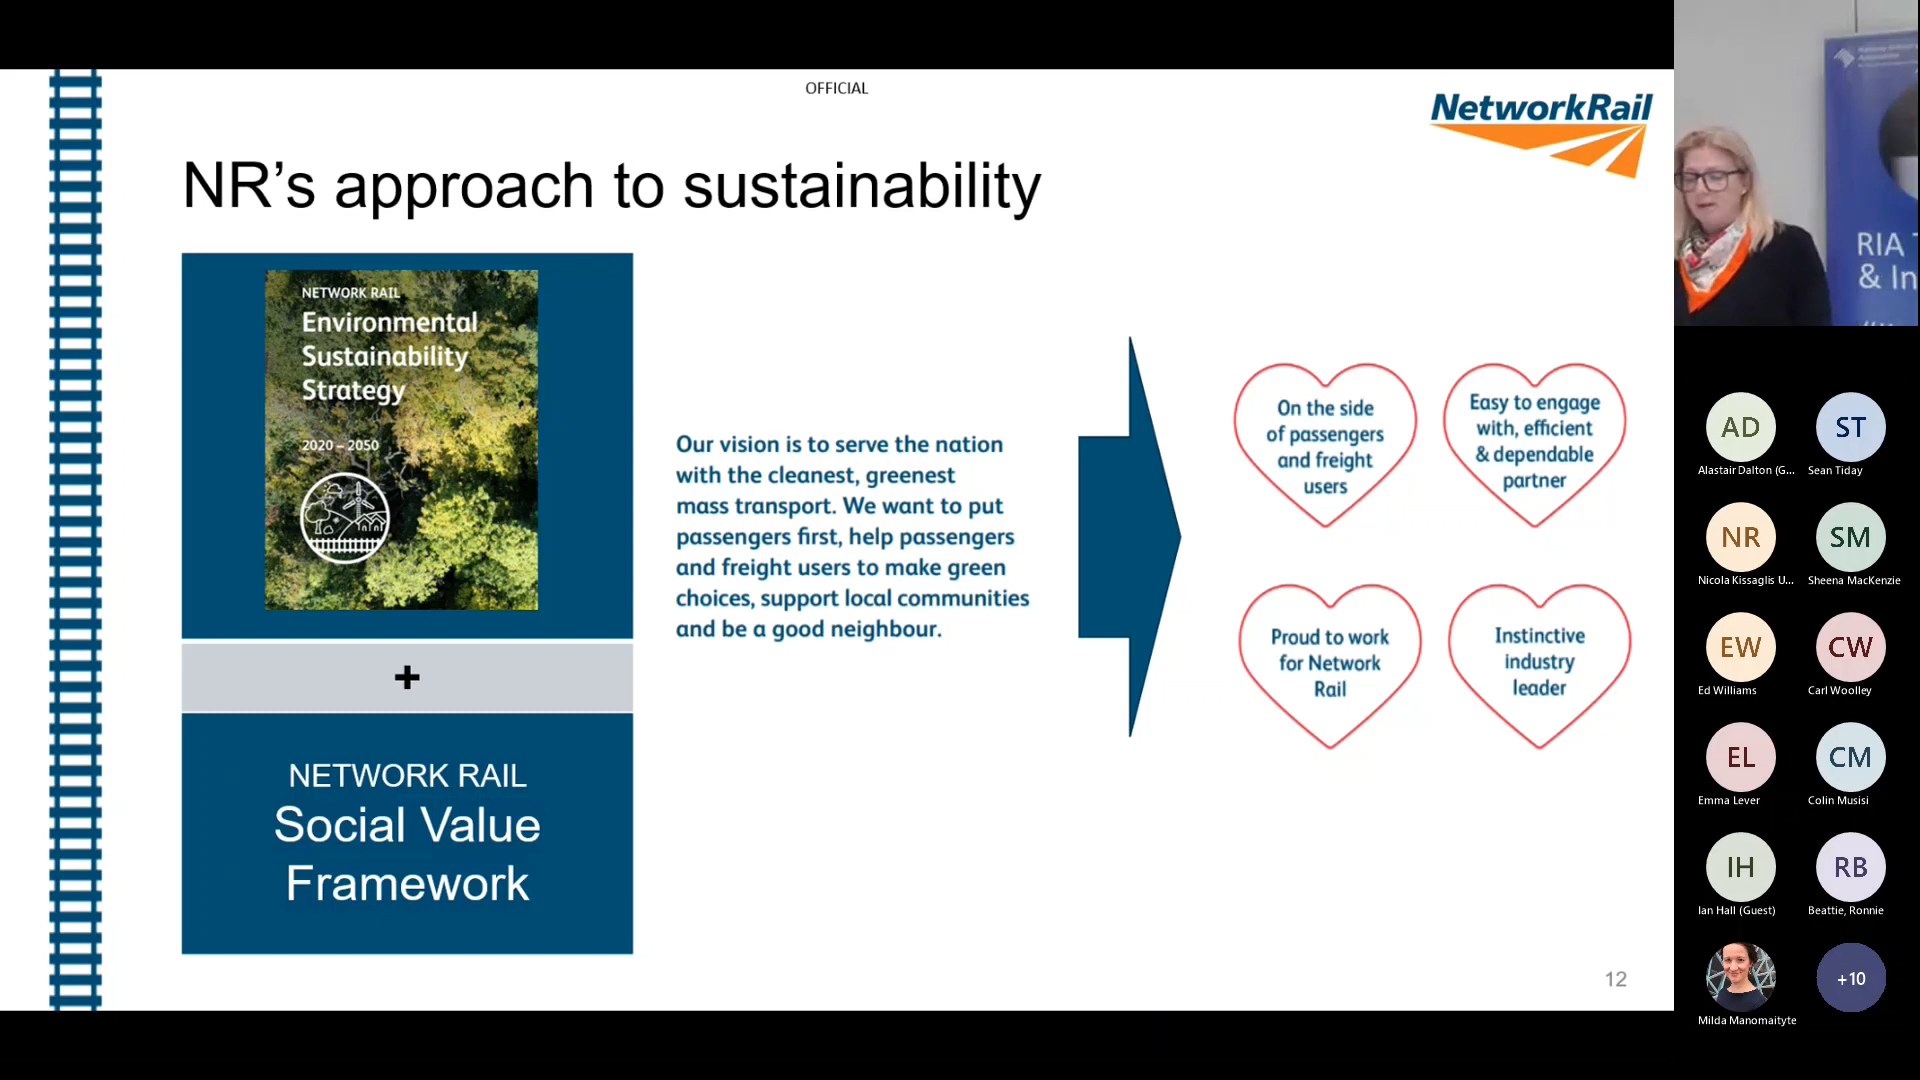 OFFICIAL
NetworkRail
NR’s approach to sustainability
NETWORK RAIL
Environmental
Sustainability
Strategy
2020 – 2050
+
NETWORK RAIL
Social Value
Framework
Our vision is to serve the nation
with the cleanest, greenest
mass transport. We want to put
passengers first, help passengers
and freight users to make green
choices, support local communities
and be a good neighbour.
On the side
of passengers
and freight
users
Easy to engage
with, efficient
& dependable
partner
Proud to work
for Network
Rail
Instinctive
industry
leader
12
RIA
& In
AD
Alastair Dalton (G...
ST
Sean Tiday
NR
Nicola Kissaglis U...
SM
Sheena MacKenzie
EW
Ed Williams
CW
Carl Woolley
EL
Emma Lever
CM
Colin Musisi
IH
Ian Hall (Guest)
RB
Beattie, Ronnie
Milda Manomaityte
+10